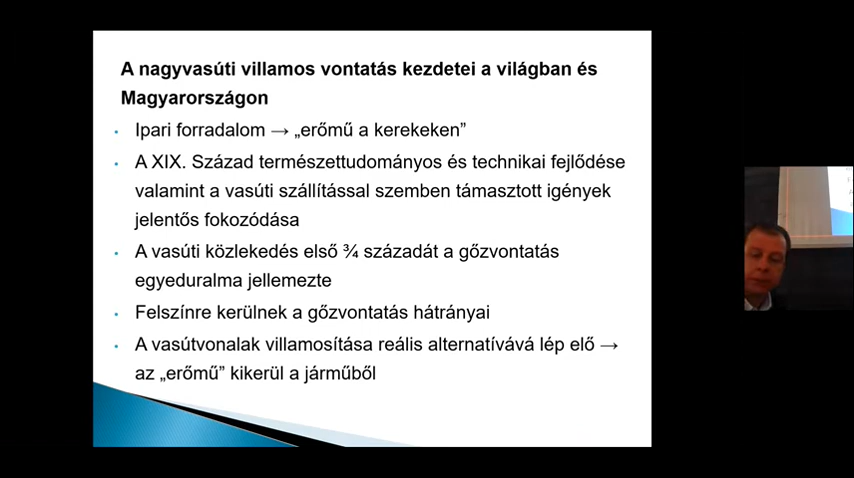 A nagyvasúti villamos vontatás kezdetei a világban és
Magyarországon
Ipari forradalom → „erőmű a kerekeken”
A XIX. Század természettudományos és technikai fejlődése
valamint a vasúti szállítással szemben támasztott igények
jelentős fokozódása
A vasúti közlekedés első ¾ századát a gőzvontatás
egyeduralma jellemezte
Felszínre kerülnek a gőzvontatás hátrányai
A vasútvonalak villamosítása reális alternatívává lép elő →
az „erőmű” kikerül a járműből